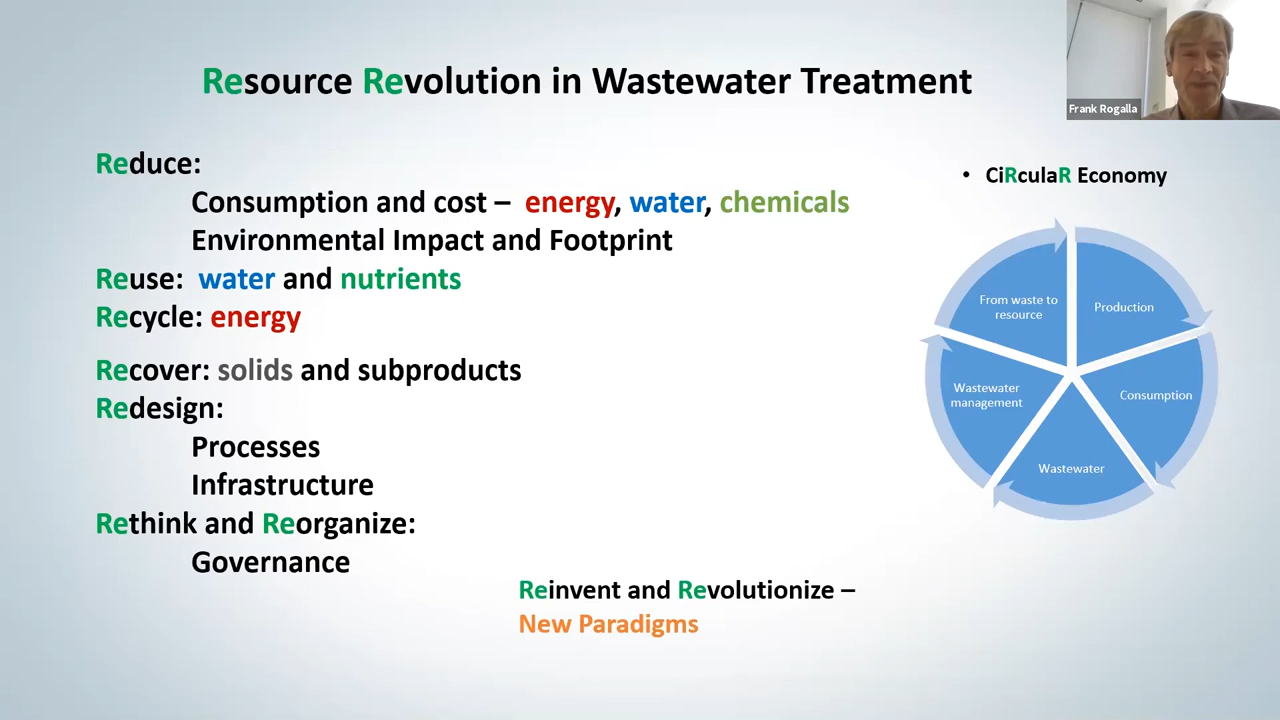 Resource Revolution in Wastewater Treatment
Frank Rogalla
Reduce:
Consumption and cost – energy, water, chemicals
Environmental Impact and Footprint
Reuse: water and nutrients
Recycle: energy
Recover: solids and subproducts
Redesign:
Processes
Infrastructure
Rethink and Reorganize:
Governance
Reinvent and Revolutionize –
New Paradigms
• CiRculaR Economy
From waste to
resource
Production
Wastewater
management
Consumption
Wastewater